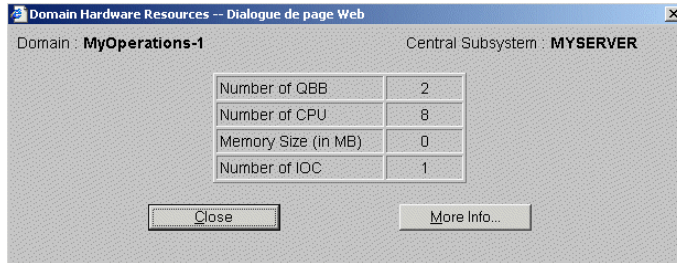 Domain Hardware Resources -- Dialogue de page Web
Domain : MyOperations-1 Central Subsystem : MYSERVER
Number of QBB 2
Number of CPU 8
Memory Size (in MB) 0
Number of IOC 1
Close More Info...